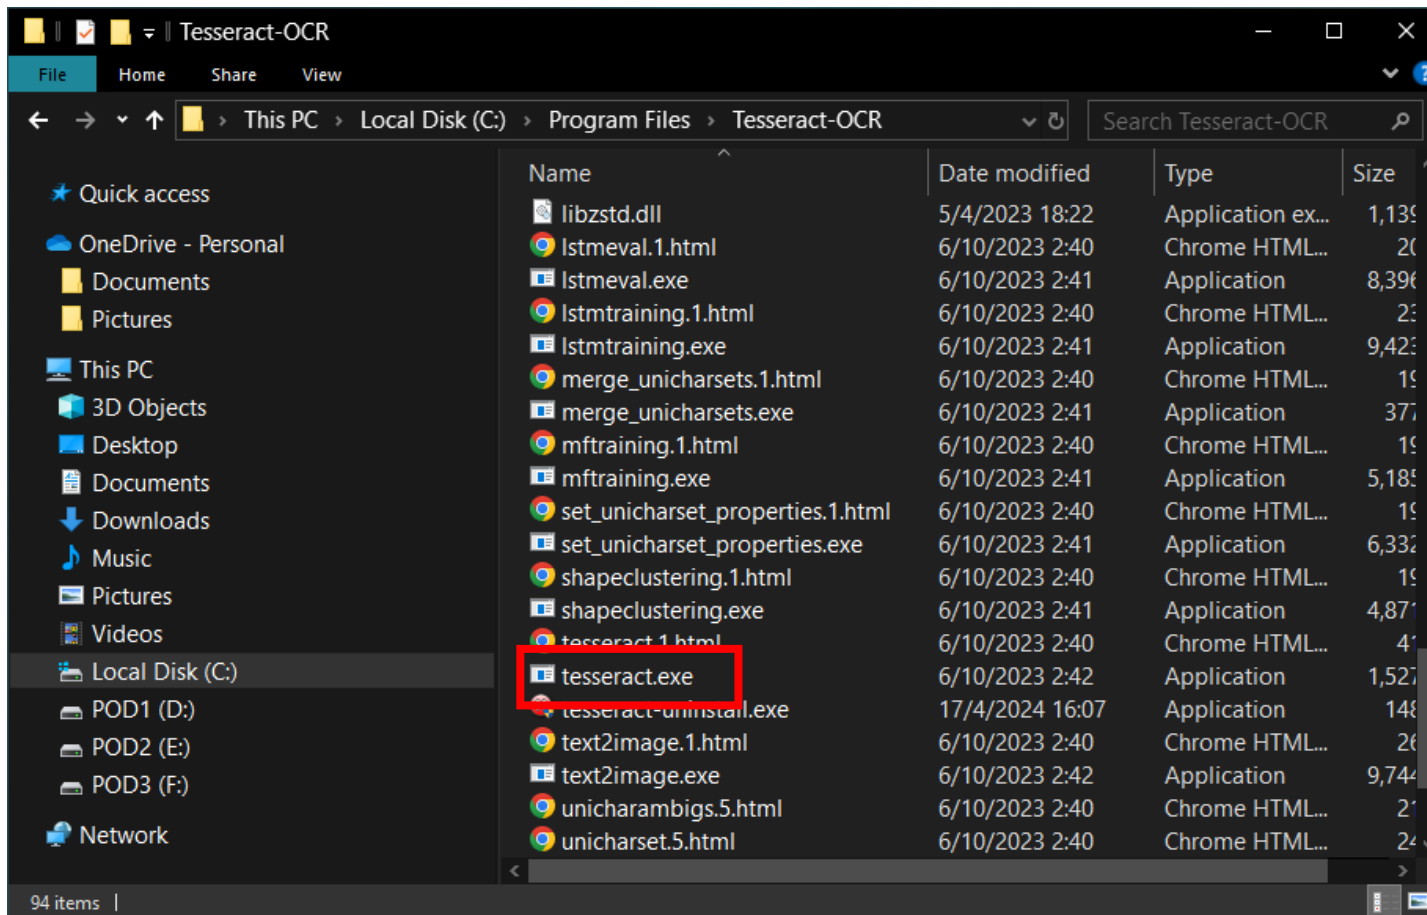 Tesseract-OCR
File Home Share View
This PC Local Disk (C:) Program Files Tesseract-OCR Search Tesseract-OCR
Quick access
OneDrive - Personal
Documents
Pictures
This PC
3D Objects
Desktop
Documents
Downloads
Music
Pictures
Videos
Local Disk (C:)
POD1 (D:)
POD2 (E:)
POD3 (F:)
Network
Name Date modified Type Size
libzstd.dll 5/4/2023 18:22 Application ex...
lstmeval.1.html 6/10/2023 2:40 Chrome HTML...
lstmeval.exe 6/10/2023 2:41 Application
lstmtraining.1.html 6/10/2023 2:40 Chrome HTML...
lstmtraining.exe 6/10/2023 2:41 Application
merge_unicharsets.1.html 6/10/2023 2:40 Chrome HTML...
merge_unicharsets.exe 6/10/2023 2:41 Application
mftraining.1.html 6/10/2023 2:40 Chrome HTML...
mftraining.exe 6/10/2023 2:41 Application
set_unicharset_properties.1.html 6/10/2023 2:40 Chrome HTML...
set_unicharset_properties.exe 6/10/2023 2:41 Application
shapeclustering.1.html 6/10/2023 2:40 Chrome HTML...
shapeclustering.exe 6/10/2023 2:41 Application
tesseract.1.html 6/10/2023 2:40 Chrome HTML...
tesseract.exe 6/10/2023 2:42 Application
tesseract-uninstall.exe 17/4/2024 16:07 Application
text2image.1.html 6/10/2023 2:40 Chrome HTML...
text2image.exe 6/10/2023 2:42 Application
unicharambigs.5.html 6/10/2023 2:40 Chrome HTML...
unicharset.5.html 6/10/2023 2:40 Chrome HTML...
94 items